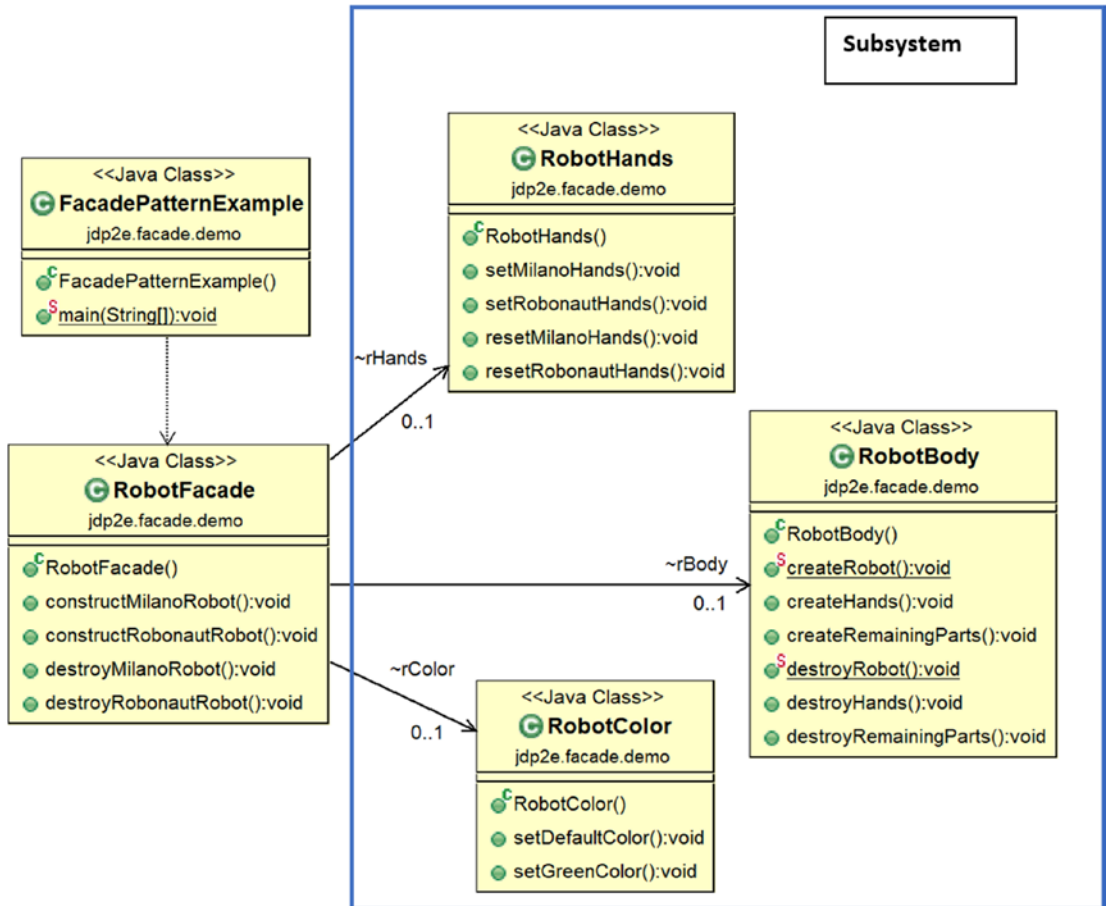 Subsystem
<<Java Class>>
C RobotHands
jdp2e.facade.demo
C RobotHands()
setMilanoHands():void
setRobonautHands():void
resetMilanoHands():void
resetRobonautHands():void
<<Java Class>>
C FacadePatternExample
jdp2e.facade.demo
C FacadePatternExample()
S main(String[]):void
~rHands
0..1
<<Java Class>>
C RobotFacade
jdp2e.facade.demo
C RobotFacade()
constructMilanoRobot():void
constructRobonautRobot():void
destroyMilanoRobot():void
destroyRobonautRobot():void
~rBody
0..1
<<Java Class>>
C RobotBody
jdp2e.facade.demo
C RobotBody()
S createRobot():void
createHands():void
createRemainingParts():void
S destroyRobot():void
destroyHands():void
destroyRemainingParts():void
~rColor
0..1
<<Java Class>>
C RobotColor
jdp2e.facade.demo
C RobotColor()
setDefaultColor():void
setGreenColor():void